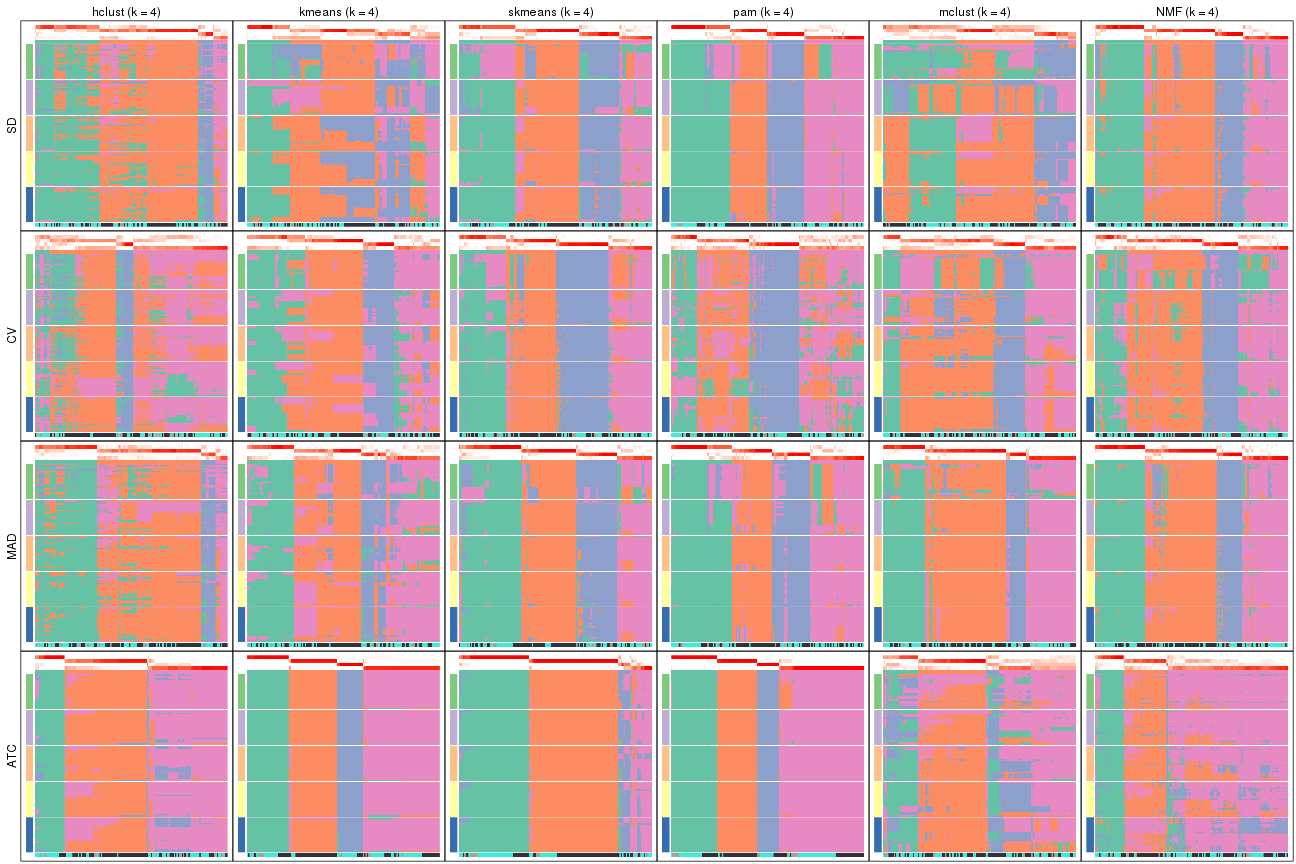 hclust (k = 4) kmeans (k = 4) skmeans (k = 4) pam (k = 4) mclust (k = 4) NMF (k = 4)
SD
CV
MAD
ATC